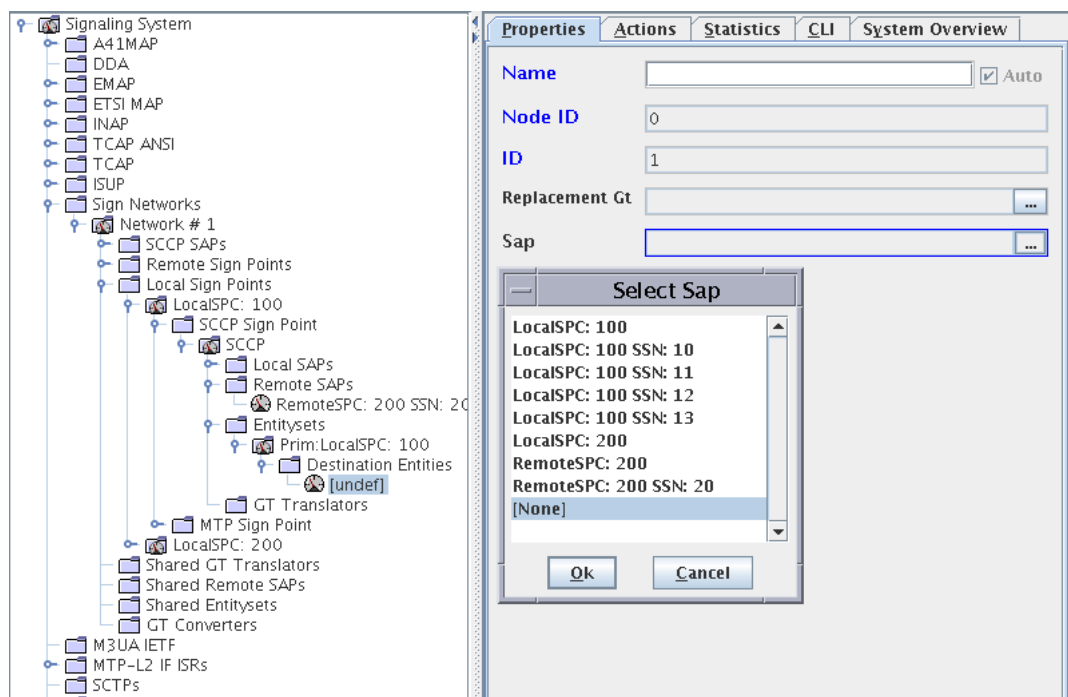 Signaling System
A41MAP
DDA
EMAP
ETSI MAP
INAP
TCAP ANSI
TCAP
ISUP
Sign Networks
Network # 1
SCCP SAPs
Remote Sign Points
Local Sign Points
LocalSPC: 100
SCCP Sign Point
SCCP
Local SAPs
Remote SAPs
RemoteSPC: 200 SSN: 20
Entitysets
Prim:LocalSPC: 100
Destination Entities
[undef]
GT Translators
MTP Sign Point
LocalSPC: 200
Shared GT Translators
Shared Remote SAPs
Shared Entitysets
GT Converters
M3UA IETF
MTP-L2 IF ISRs
SCTPs
Properties Actions Statistics CLI System Overview
Name Auto
Node ID 0
ID 1
Replacement Gt ...
Sap ...
Select Sap
LocalSPC: 100
LocalSPC: 100 SSN: 10
LocalSPC: 100 SSN: 11
LocalSPC: 100 SSN: 12
LocalSPC: 100 SSN: 13
LocalSPC: 200
RemoteSPC: 200
RemoteSPC: 200 SSN: 20
[None]
Ok Cancel